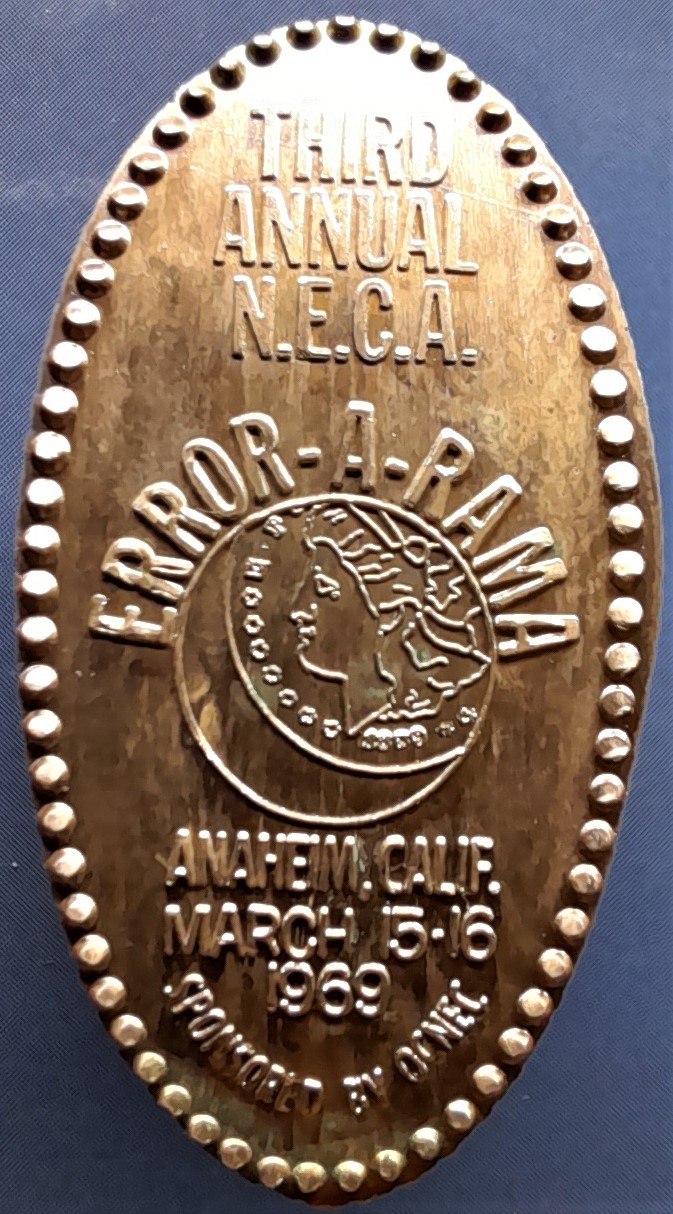 THIRD
ANNUAL
N.E.C.A.
ERROR-A-RAMA
ANAHEIM, CALIF.
MARCH 15-16
1969
SPONSORED BY OCNEC